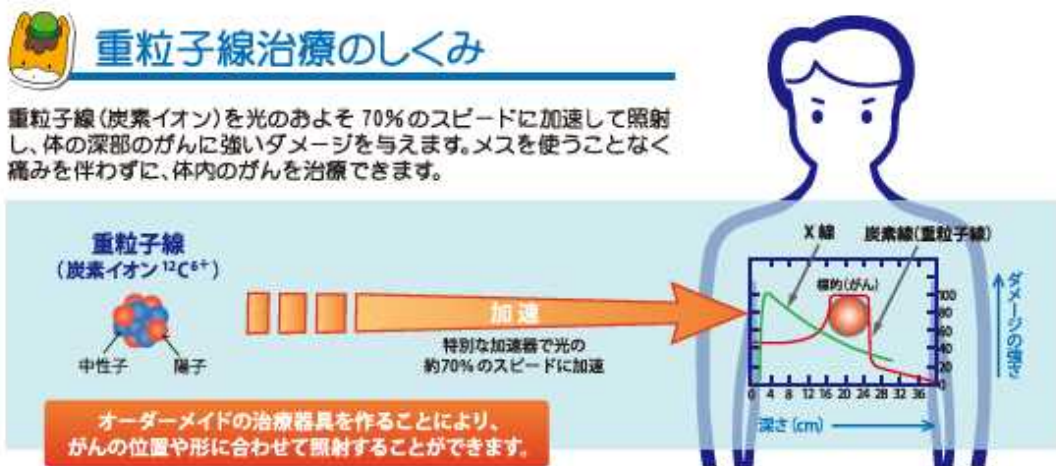 重粒子線治療のしくみ
重粒子線(炭素イオン)を光のおよそ 70%のスピードに加速して照射
し、体の深部のがんに強いダメージを与えます。メスを使うことなく
痛みを伴わずに、体内のがんを治療できます。
重粒子線
(炭素イオン ¹²C⁶⁺)
中性子
陽子
加速
特別な加速器で光の
約70%のスピードに加速
オーダーメイドの治療器具を作ることにより、
がんの位置や形に合わせて照射することができます。
X 線
炭素線(重粒子線)
標的(がん)
100
80
60
40
20
0
0 4 8 12 16 20 24 28 32 36
深さ(cm)
ダメージの強さ